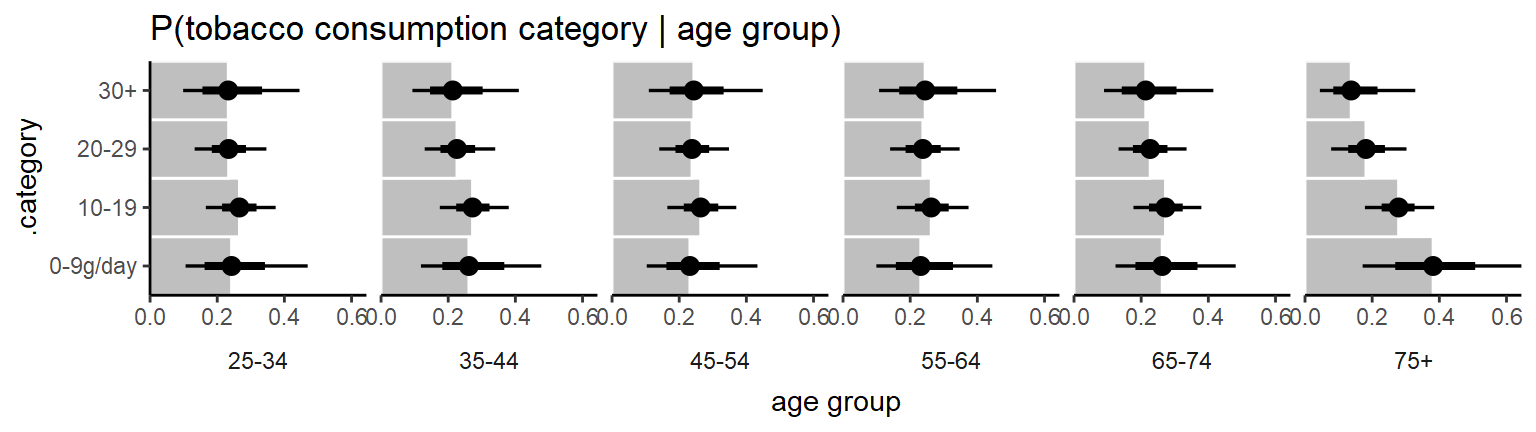 P(tobacco consumption category | age group)
.category
30+
20-29
10-19
0-9g/day
0.0 0.2 0.4 0.6 0.0 0.2 0.4 0.6 0.0 0.2 0.4 0.6 0.0 0.2 0.4 0.6 0.0 0.2 0.4 0.6 0.0 0.2 0.4 0.6
25-34 35-44 45-54 55-64 65-74 75+
age group